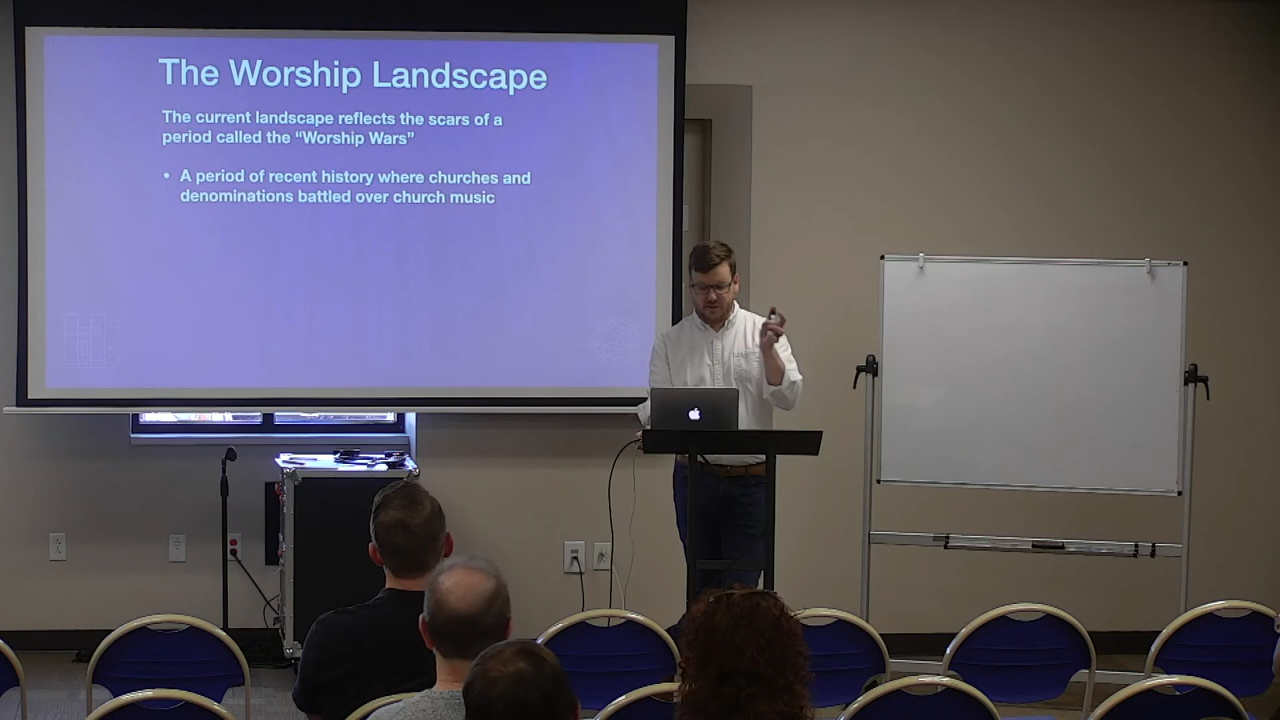 The Worship Landscape
The current landscape reflects the scars of a
period called the “Worship Wars”
• A period of recent history where churches and
denominations battled over church music